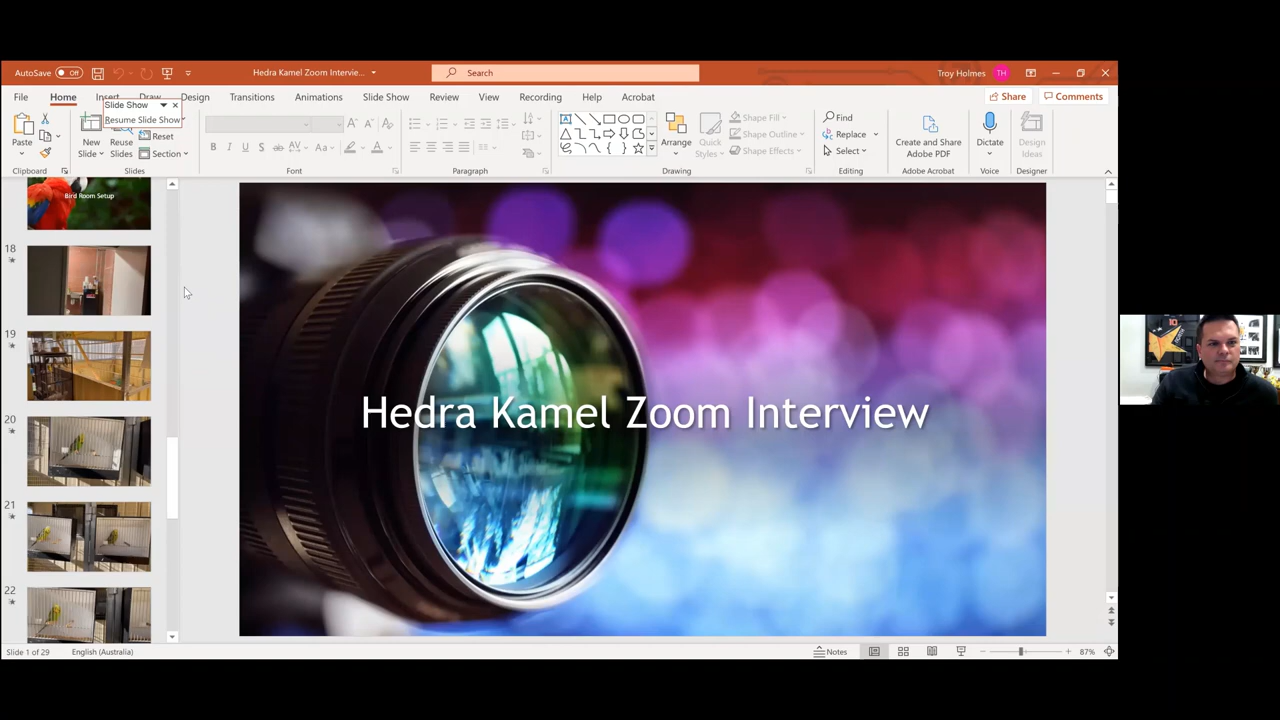 AutoSave Off
Hedra Kamel Zoom Intervie...
Search
Troy Holmes TH
File Home Insert Draw Design Transitions Animations Slide Show Review View Recording Help Acrobat
Share Comments
Slide Show
Resume Slide Show
Paste
New
Slide
Reuse
Slides
Reset
Section
Shape Fill
Shape Outline
Shape Effects
Arrange
Quick
Styles
Find
Replace
Select
Create and Share
Adobe PDF
Dictate
Design
Ideas
Clipboard Slides Font Paragraph Drawing Editing Adobe Acrobat Voice Designer
Bird Room Setup
18
19
20
21
22
Hedra Kamel Zoom Interview
Slide 1 of 29 English (Australia) Notes 87%